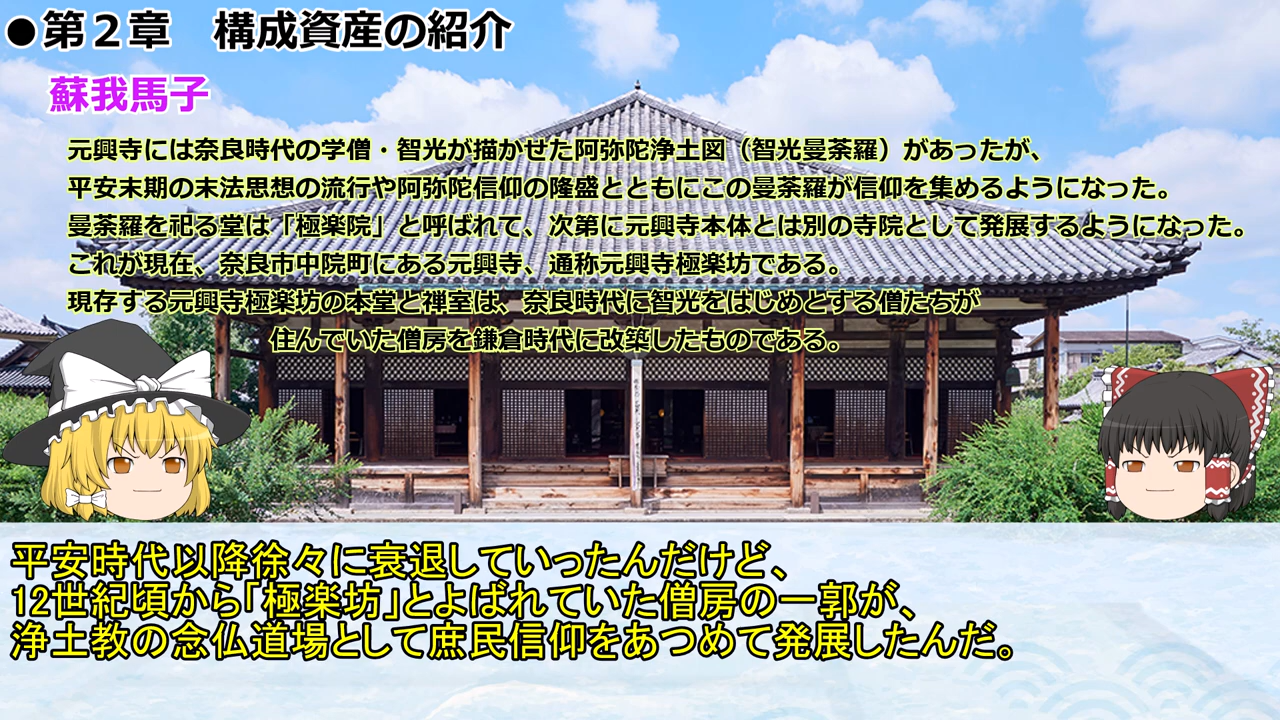 ●第２章　構成資産の紹介
蘇我馬子
元興寺には奈良時代の学僧・智光が描かせた阿弥陀浄土図（智光曼荼羅）があったが、
平安末期の末法思想の流行や阿弥陀信仰の隆盛とともにこの曼荼羅が信仰を集めるようになった。
曼荼羅を祀る堂は「極楽院」と呼ばれて、次第に元興寺本体とは別の寺院として発展するようになった。
これが現在、奈良市中院町にある元興寺、通称元興寺極楽坊である。
現存する元興寺極楽坊の本堂と禅室は、奈良時代に智光をはじめとする僧たちが
住んでいた僧房を鎌倉時代に改築したものである。
平安時代以降徐々に衰退していったんだけど、
12世紀頃から「極楽坊」とよばれていた僧房の一郭が、
浄土教の念仏道場として庶民信仰をあつめて発展したんだ。